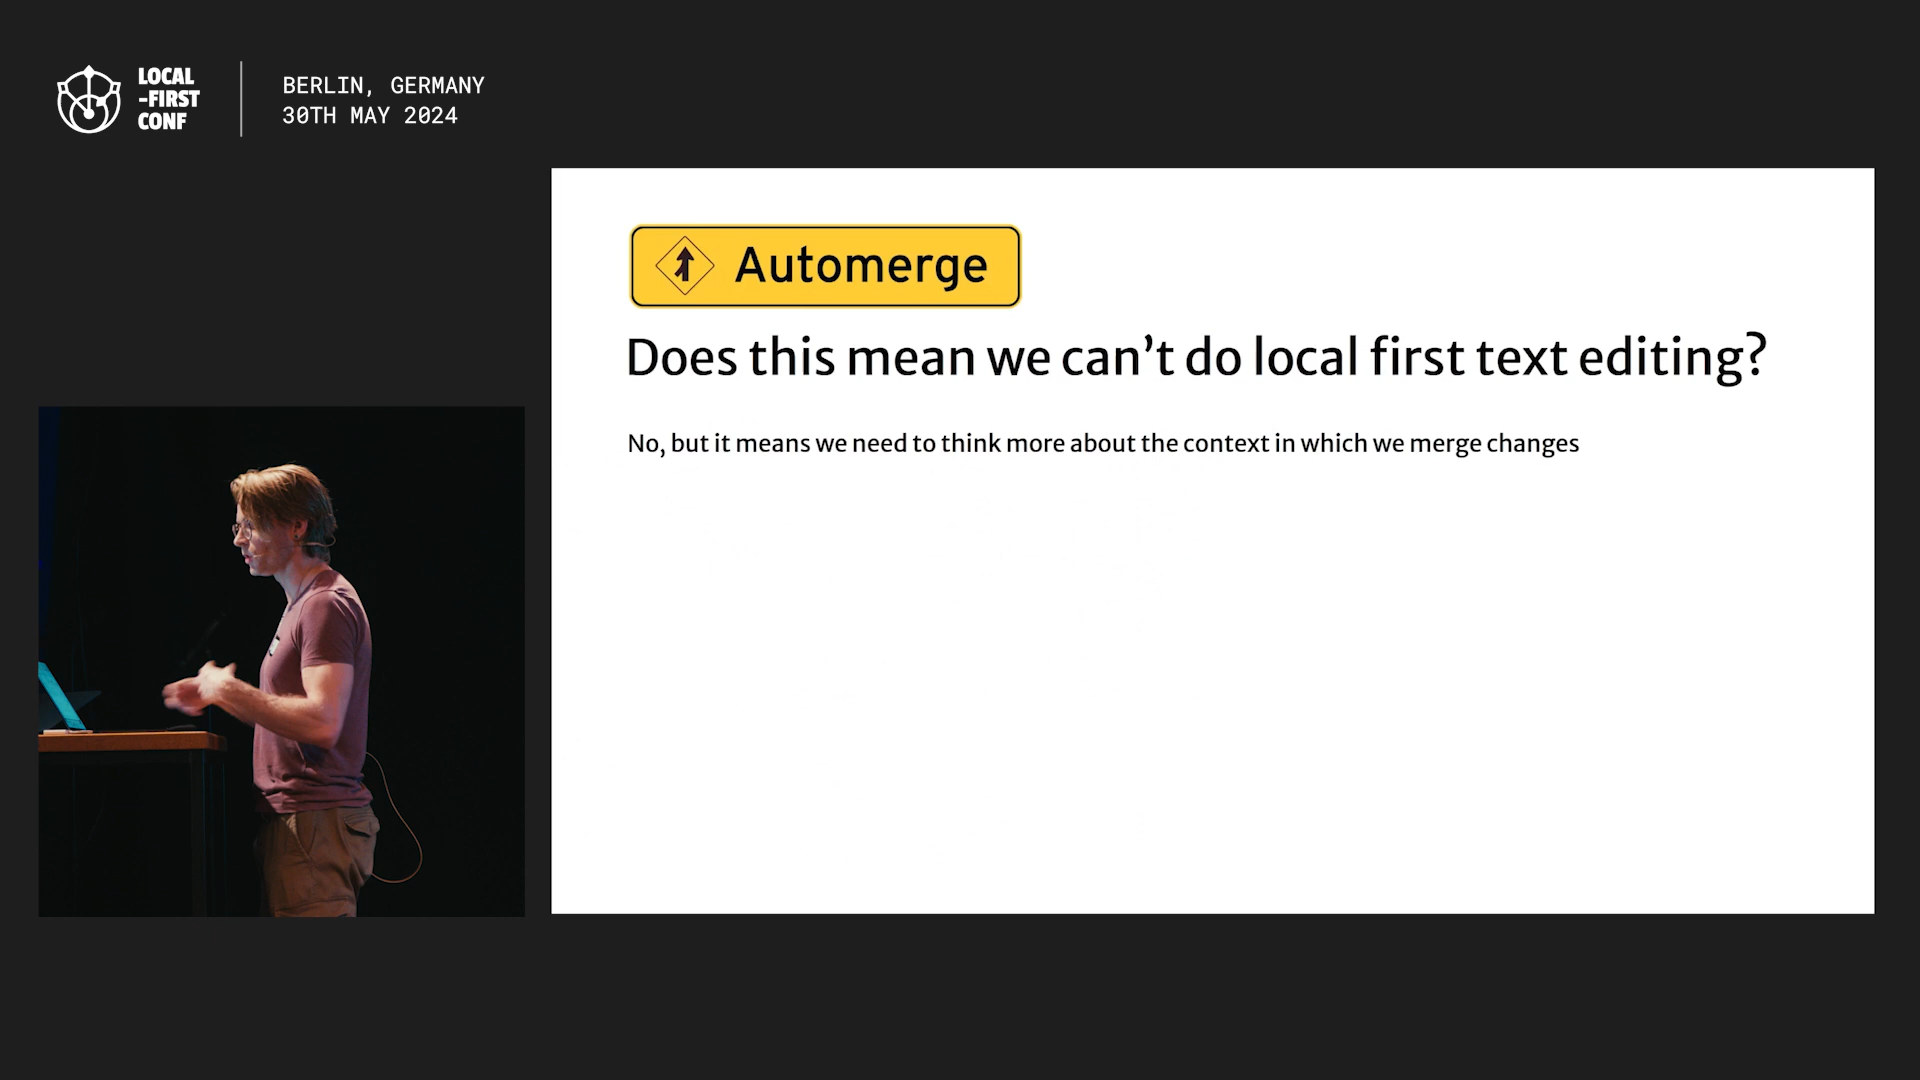 LOCAL
-FIRST
CONF
BERLIN, GERMANY
30TH MAY 2024
Automerge
Does this mean we can’t do local first text editing?
No, but it means we need to think more about the context in which we merge changes